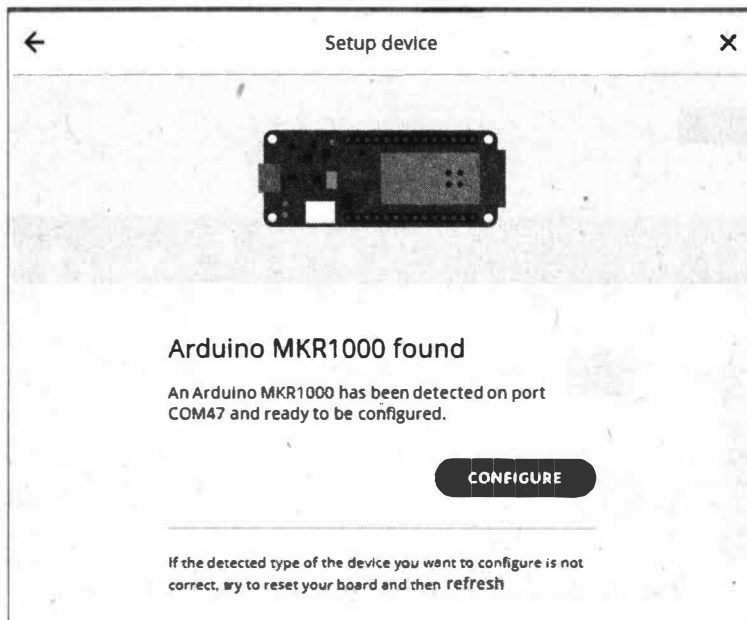 Setup device
Arduino MKR1000 found
An Arduino MKR1000 has been detected on port
COM47 and ready to be configured.
CONFIGURE
If the detected type of the device you want to configure is not
correct, try to reset your board and then refresh